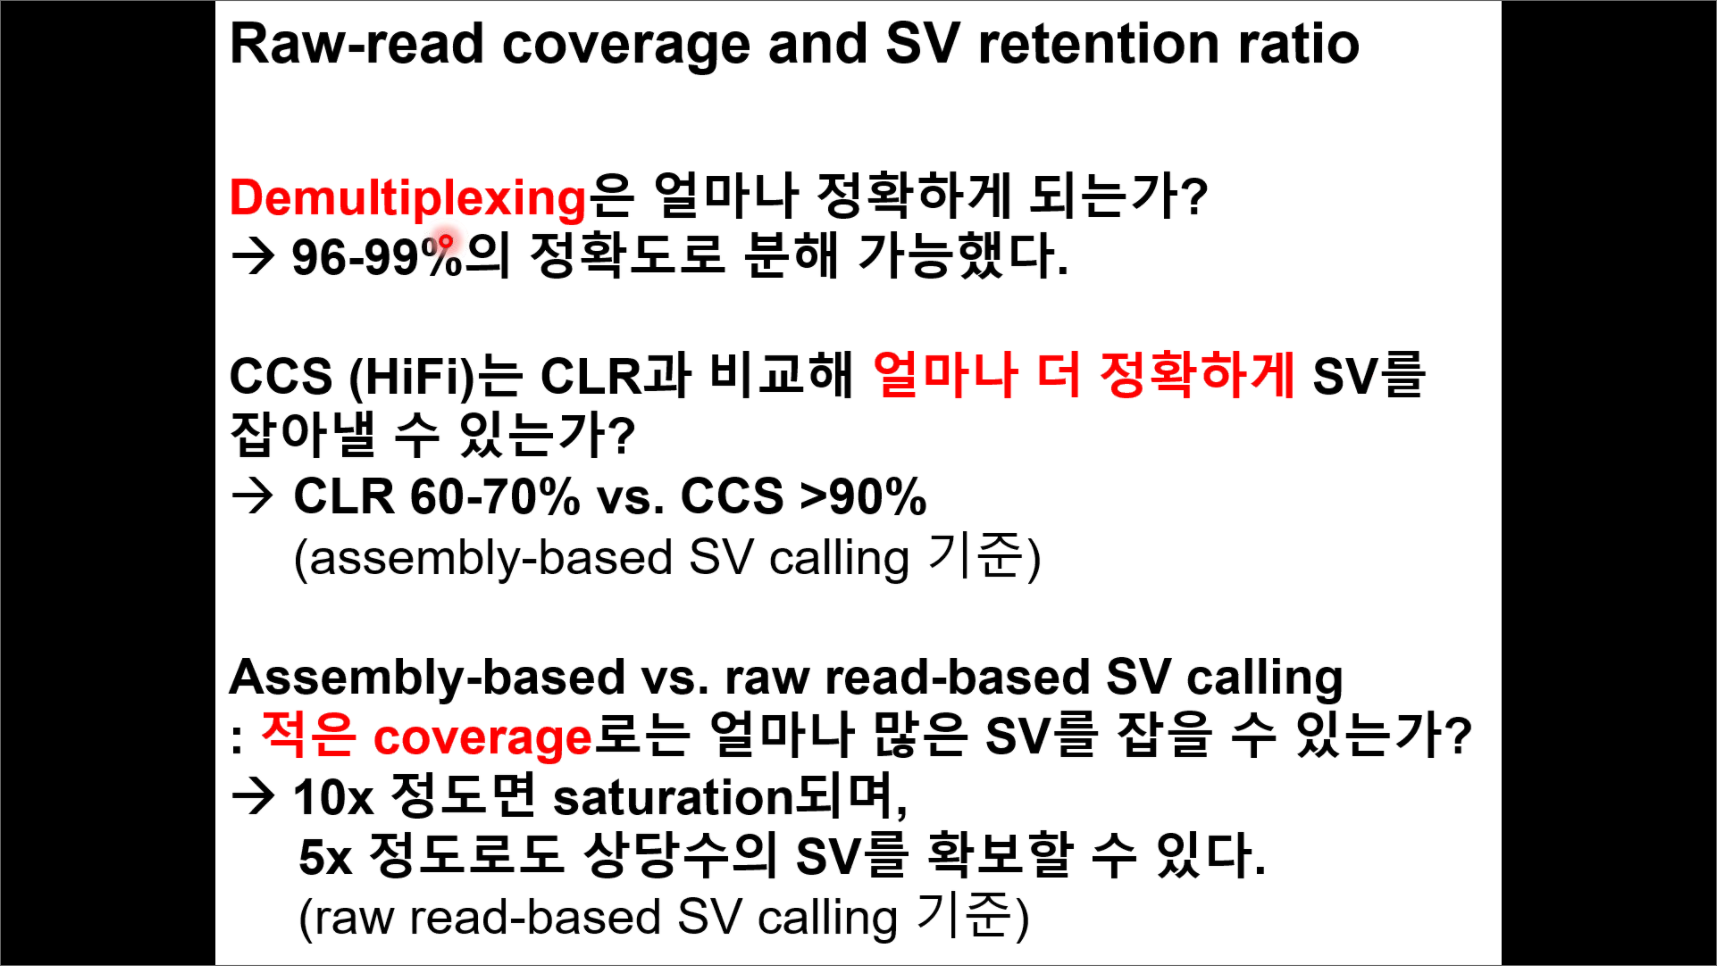 Raw-read coverage and SV retention ratio
Demultiplexing은 얼마나 정확하게 되는가?
→ 96-99%의 정확도로 분해 가능했다.
CCS (HiFi)는 CLR과 비교해 얼마나 더 정확하게 SV를
잡아낼 수 있는가?
→ CLR 60-70% vs. CCS >90%
(assembly-based SV calling 기준)
Assembly-based vs. raw read-based SV calling
: 적은 coverage로는 얼마나 많은 SV를 잡을 수 있는가?
→ 10x 정도면 saturation되며,
5x 정도로도 상당수의 SV를 확보할 수 있다.
(raw read-based SV calling 기준)